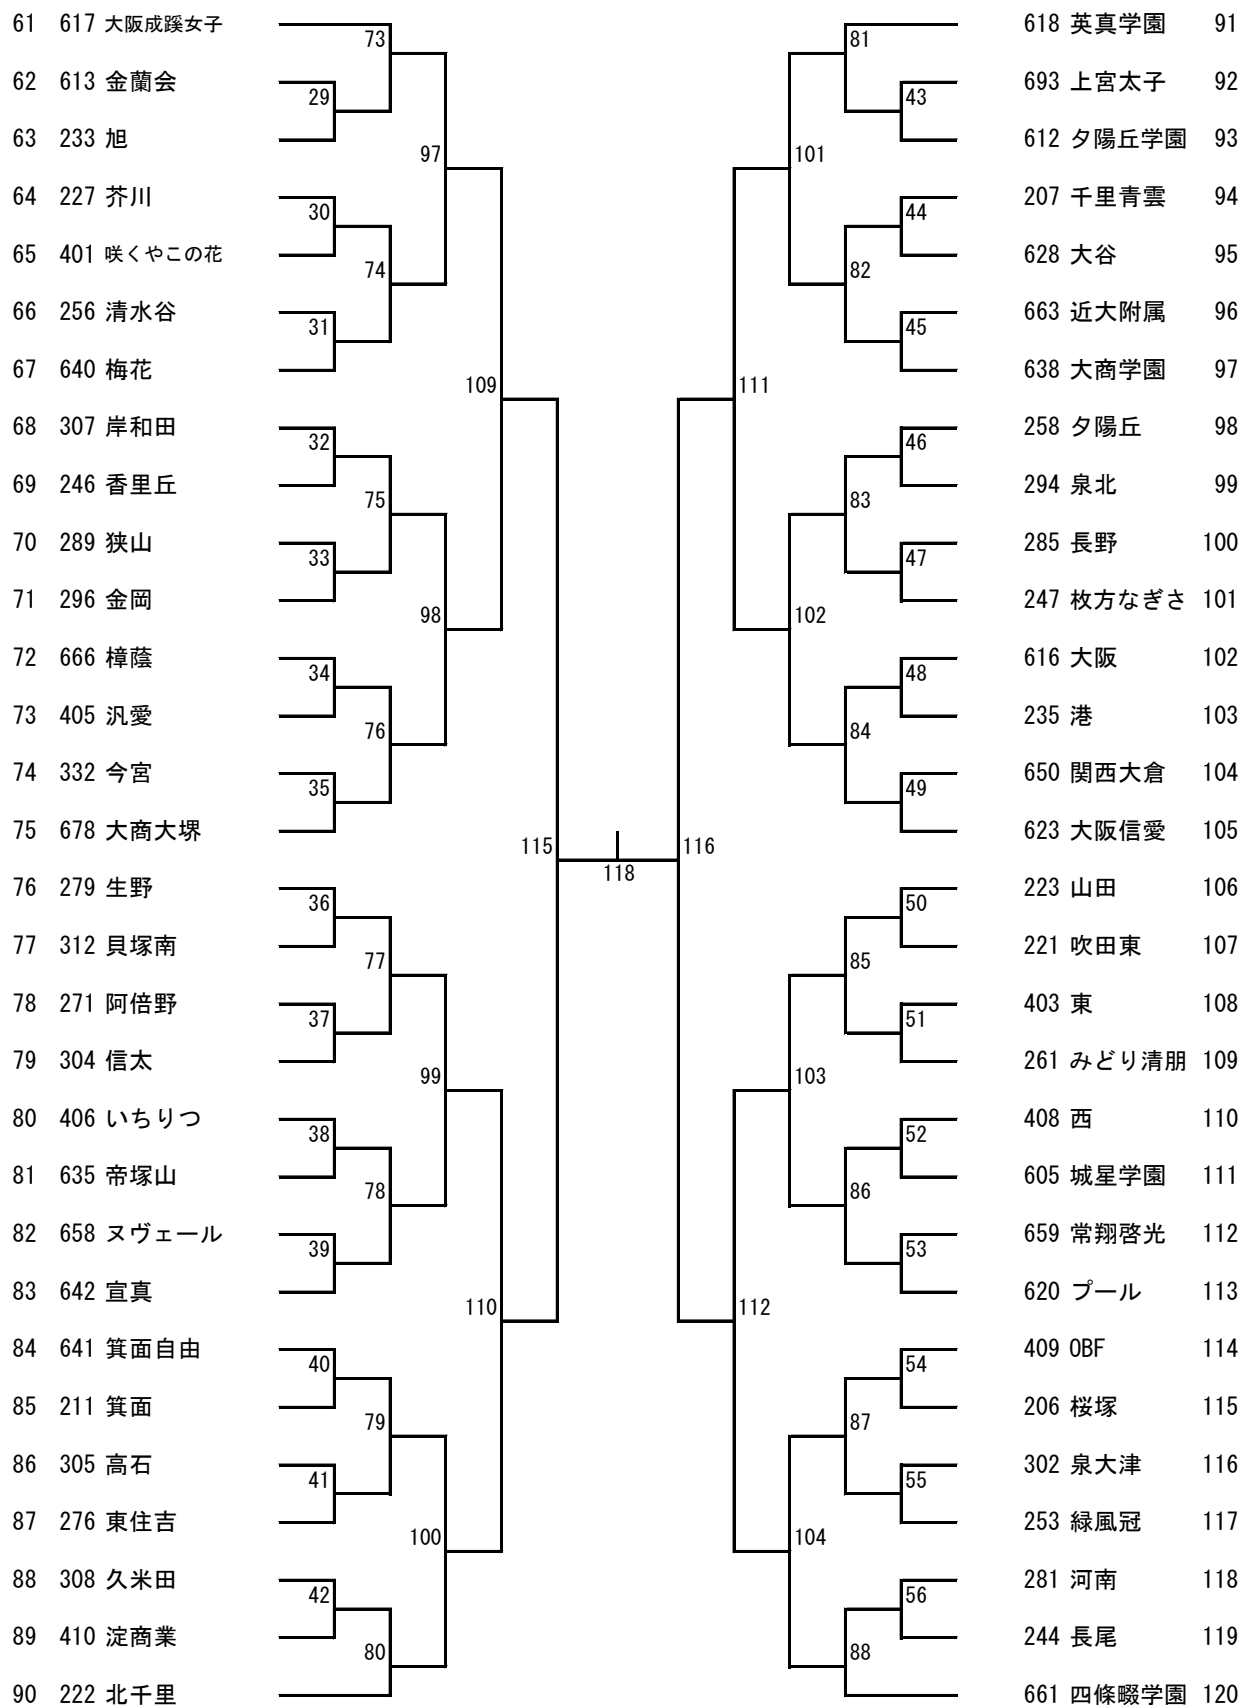 61 617 大阪成蹊女子
73
62 613 金蘭会
29
63 233 旭
97
64 227 芥川
30
65 401 咲くやこの花
74
66 256 清水谷
31
67 640 梅花
109
68 307 岸和田
32
69 246 香里丘
75
70 289 狭山
33
71 296 金岡
98
72 666 樟蔭
34
73 405 汎愛
76
74 332 今宮
35
75 678 大商大堺
115
76 279 生野
36
77 312 貝塚南
77
78 271 阿倍野
37
79 304 信太
99
80 406 いちりつ
38
81 635 帝塚山
78
82 658 ヌヴェール
39
83 642 宣真
110
84 641 箕面自由
40
85 211 箕面
79
86 305 高石
41
87 276 東住吉
100
88 308 久米田
42
89 410 淀商業
80
90 222 北千里
118
618 英真学園 91
81
693 上宮太子 92
43
612 夕陽丘学園 93
101
207 千里青雲 94
44
628 大谷 95
82
663 近大附属 96
45
638 大商学園 97
111
258 夕陽丘 98
46
294 泉北 99
83
285 長野 100
47
247 枚方なぎさ 101
102
616 大阪 102
48
235 港 103
84
650 関西大倉 104
49
623 大阪信愛 105
116
223 山田 106
50
221 吹田東 107
85
403 東 108
51
261 みどり清朋 109
103
408 西 110
52
605 城星学園 111
86
659 常翔啓光 112
53
620 プール 113
112
409 OBF 114
54
206 桜塚 115
87
302 泉大津 116
55
253 緑風冠 117
104
281 河南 118
56
244 長尾 119
88
661 四條畷学園 120